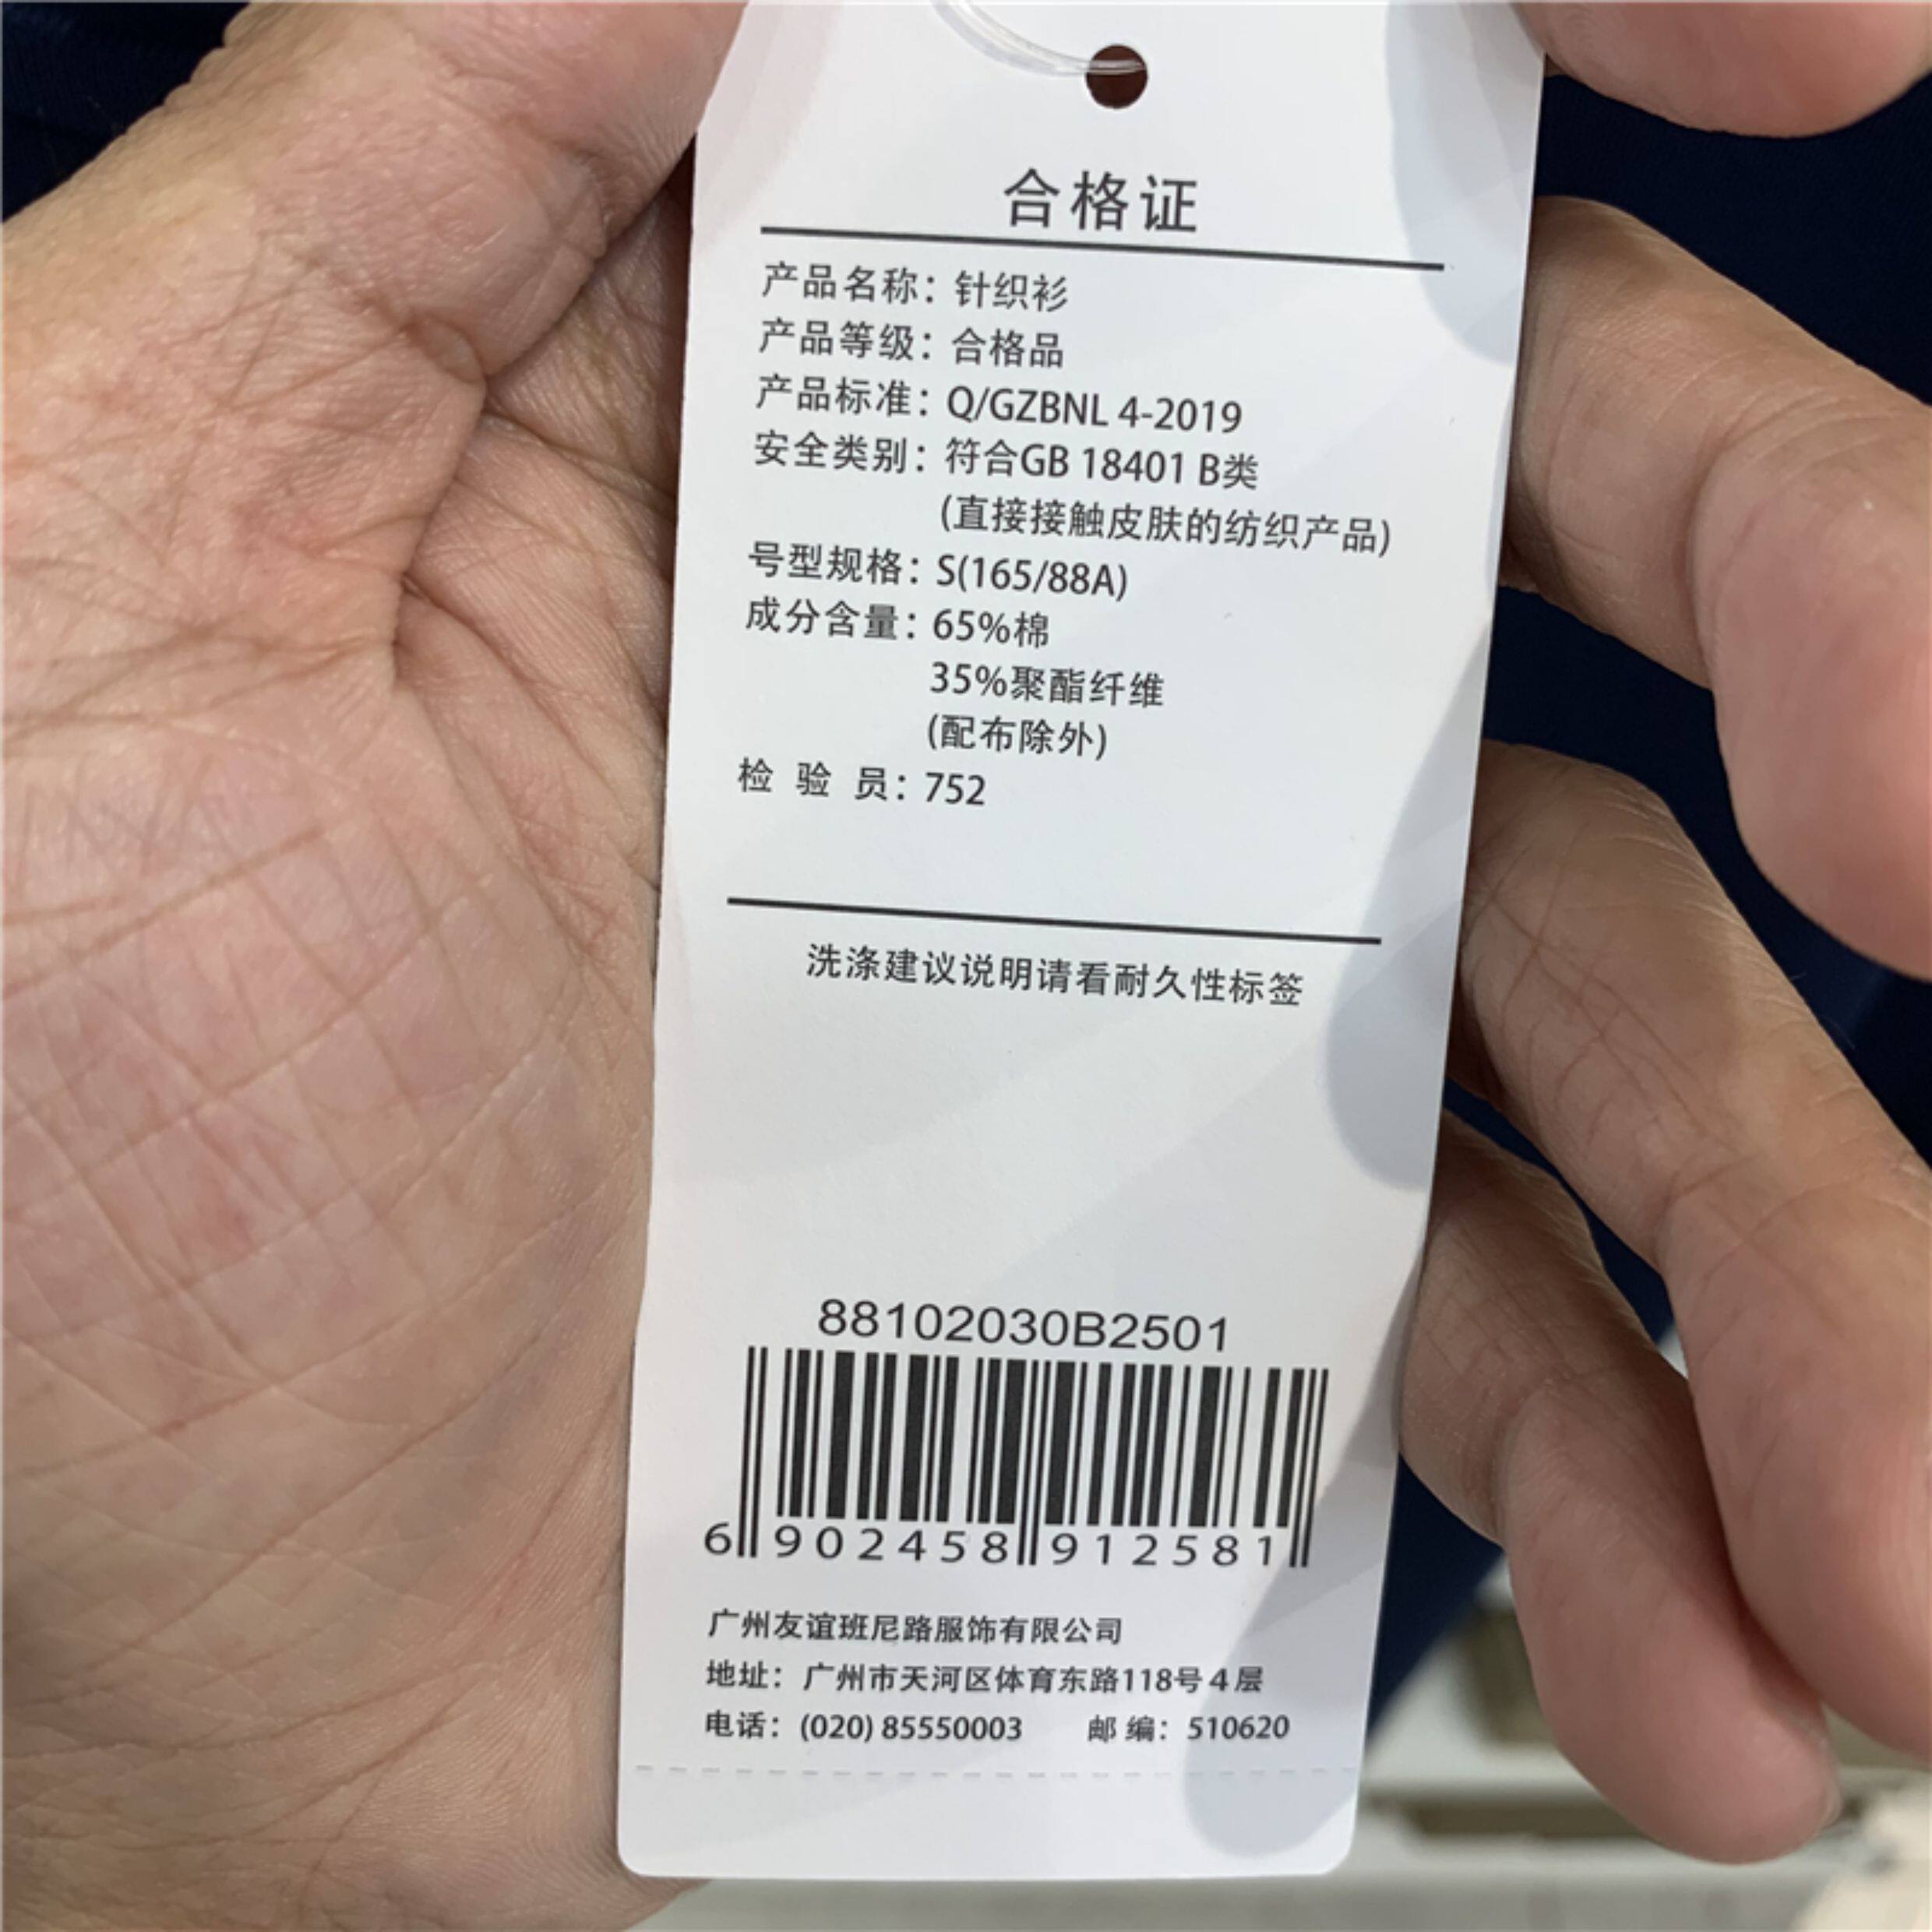 合格证
产品名称：针织衫
产品等级：合格品
产品标准：Q/GZBNL 4-2019
安全类别：符合GB 18401 B类
(直接接触皮肤的纺织产品)
号型规格：S(165/88A)
成分含量：65%棉
35%聚酯纤维
(配布除外)
检 验 员：752
洗涤建议说明请看耐久性标签
88102030B2501
6 902458 912581
广州友谊班尼路服饰有限公司
地址：广州市天河区体育东路118号4层
电话：(020) 85550003 邮 编：510620